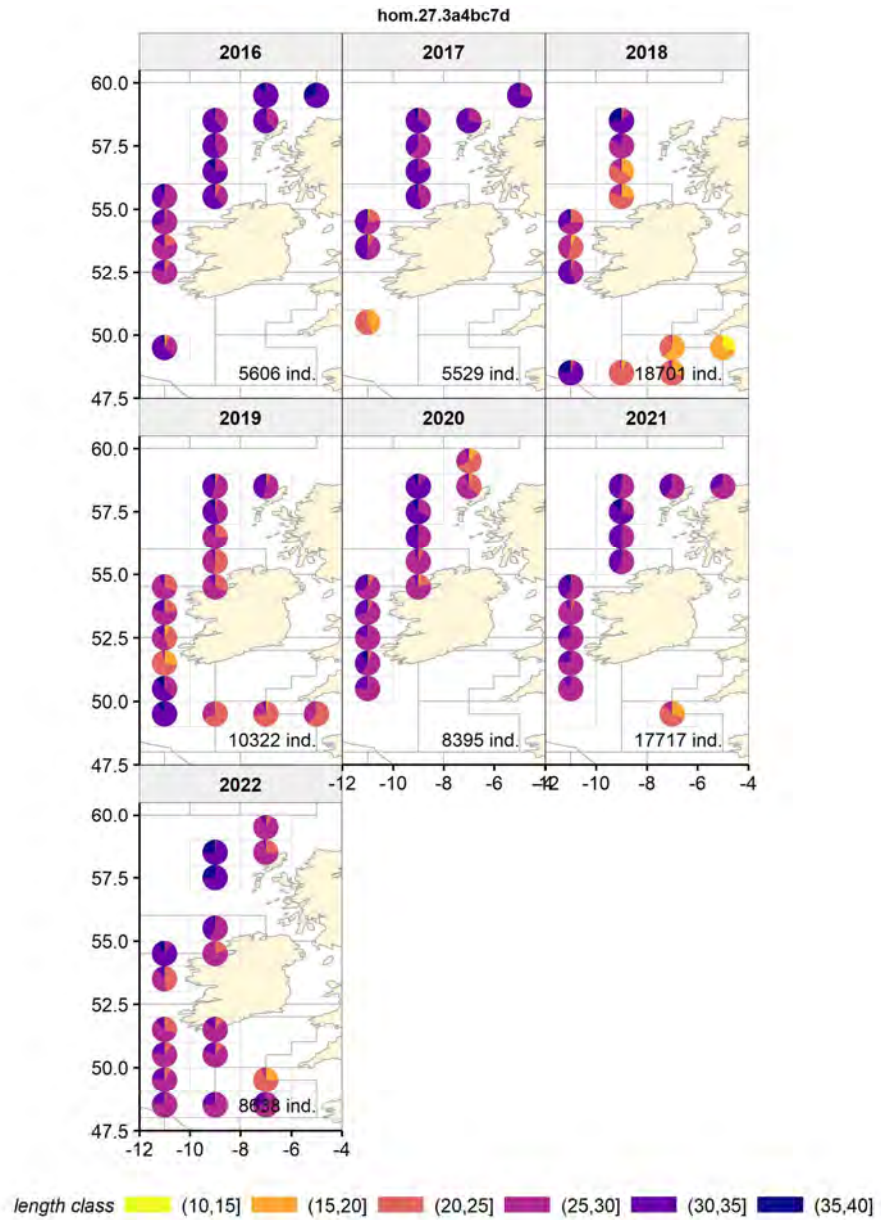 hom.27.3a4bc7d
2016 2017 2018
60.0
57.5
55.0
52.5
50.0
47.5
5606 ind. 5529 ind. 18701 ind.
2019 2020 2021
60.0
57.5
55.0
52.5
50.0
47.5
10322 ind. 8395 ind. 17717 ind.
-12 -10 -8 -6 -4 -12 -10 -8 -6 -4
2022
60.0
57.5
55.0
52.5
50.0
47.5
8638 ind.
-12 -10 -8 -6 -4
length class (10,15] (15,20] (20,25] (25,30] (30,35] (35,40]